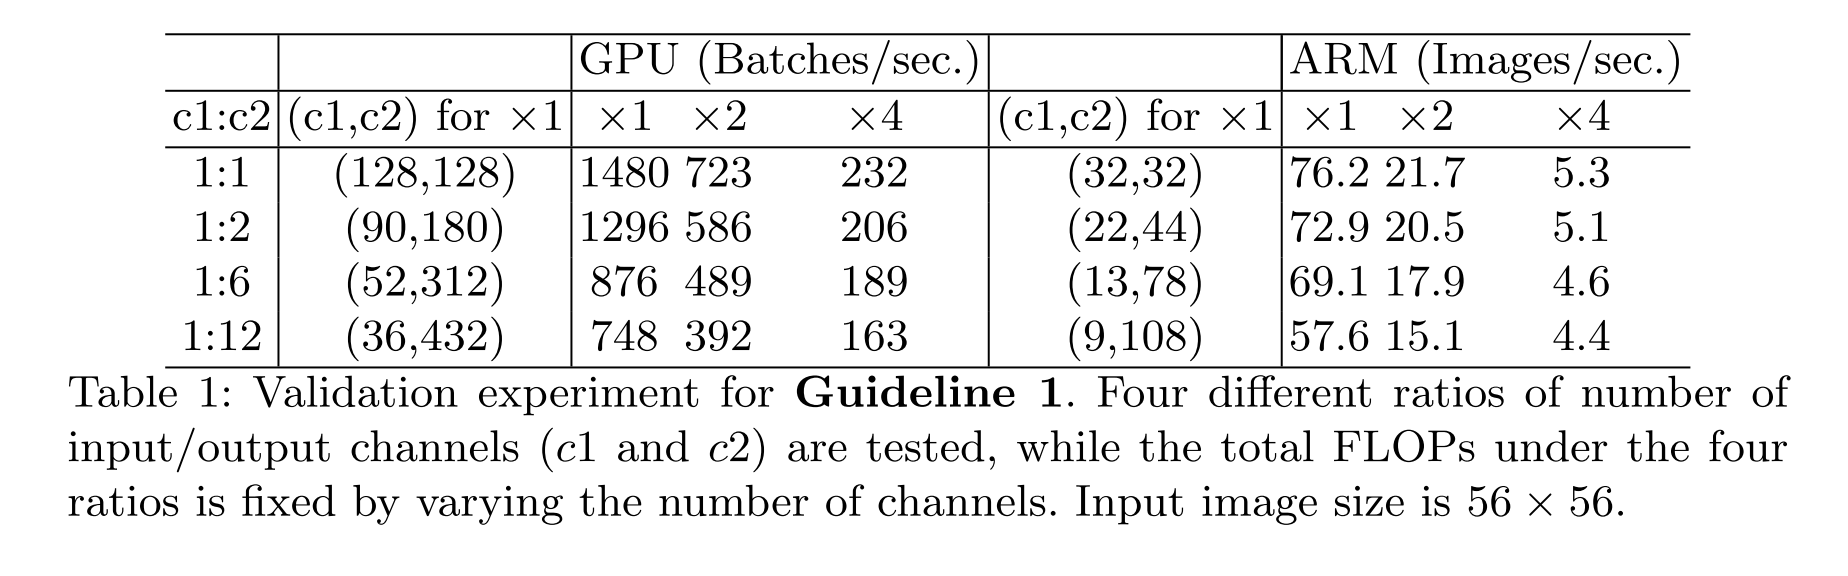 GPU (Batches/sec.) ARM (Images/sec.)
c1:c2 (c1,c2) for ×1 ×1 ×2 ×4 (c1,c2) for ×1 ×1 ×2 ×4
1:1 (128,128) 1480 723 232 (32,32) 76.2 21.7 5.3
1:2 (90,180) 1296 586 206 (22,44) 72.9 20.5 5.1
1:6 (52,312) 876 489 189 (13,78) 69.1 17.9 4.6
1:12 (36,432) 748 392 163 (9,108) 57.6 15.1 4.4
Table 1: Validation experiment for Guideline 1. Four different ratios of number of
input/output channels (c1 and c2) are tested, while the total FLOPs under the four
ratios is fixed by varying the number of channels. Input image size is 56 × 56.